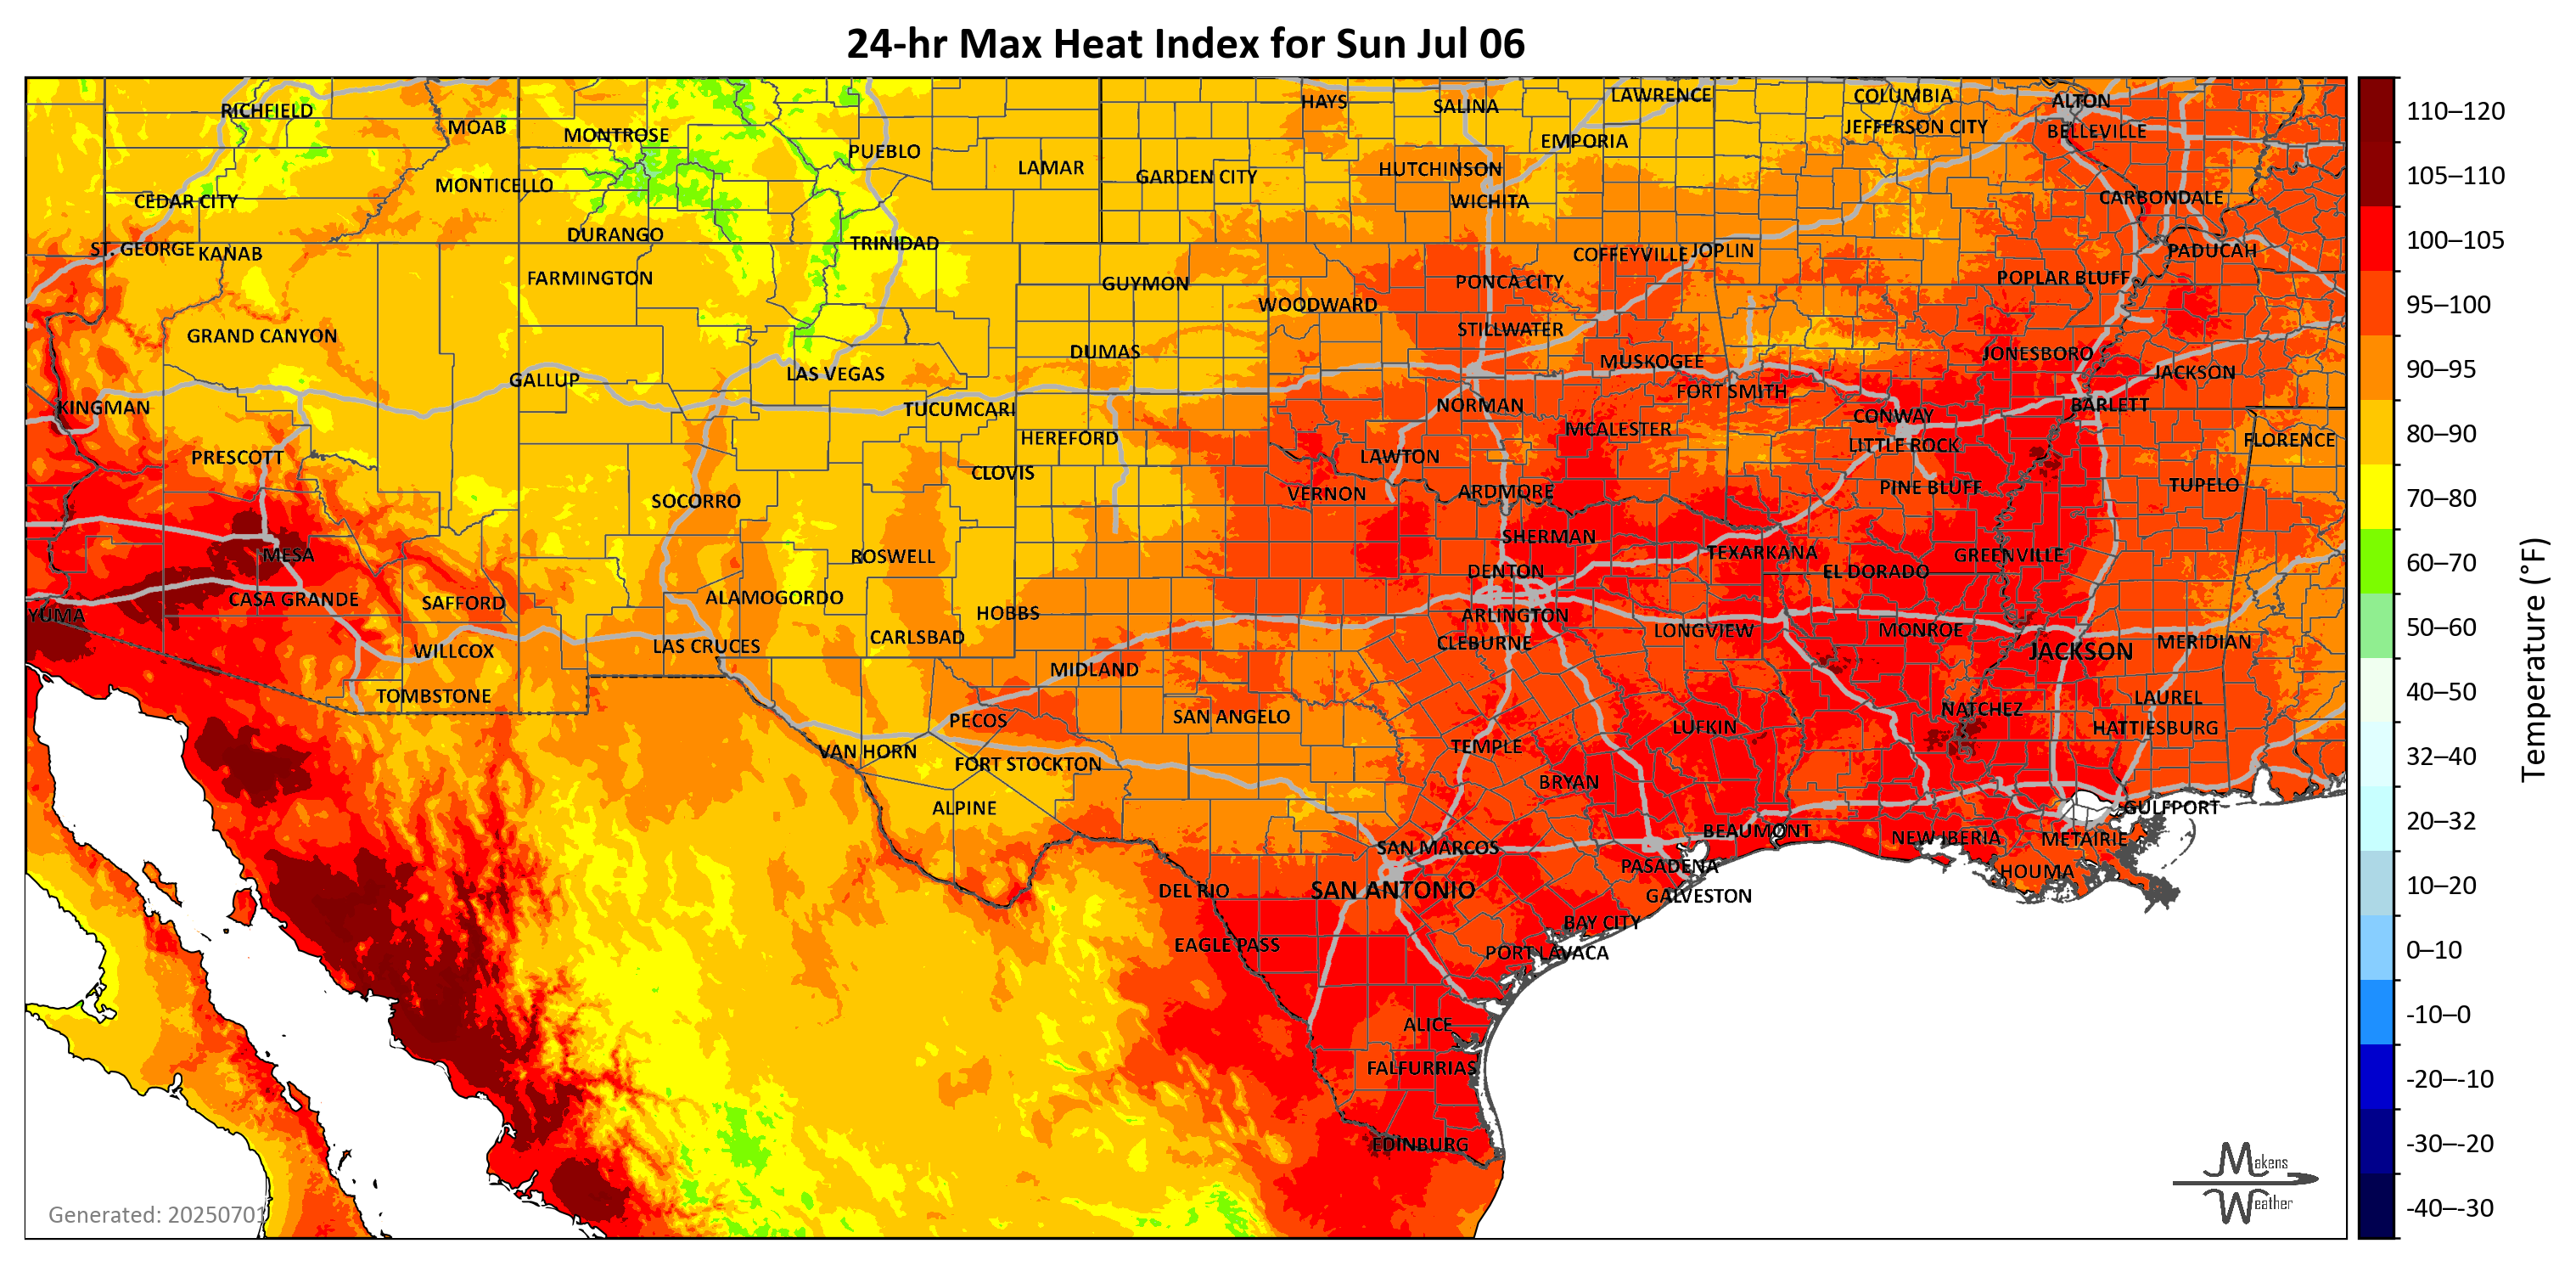 24-hr Max Heat Index for Sun Jul 06
RICHFIELD
MOAB
MONTROSE
PUEBLO
LAMAR
GARDEN CITY
HAYS
SALINA
LAWRENCE
COLUMBIA
ALTON
EMPORIA
JEFFERSON CITY
BELLEVILLE
HUTCHINSON
MONTICELLO
CEDAR CITY
WICHITA
CARBONDALE
DURANGO
TRINIDAD
ST. GEORGE
KANAB
COFFEYVILLE
JOPLIN
PADUCAH
FARMINGTON
GUYMON
PONCA CITY
POPLAR BLUFF
WOODWARD
GRAND CANYON
STILLWATER
DUMAS
MUSKOGEE
JONESBORO
GALLUP
LAS VEGAS
JACKSON
FORT SMITH
KINGMAN
TUCUMCARI
NORMAN
CONWAY
BARLETT
HEREFORD
MCALESTER
LITTLE ROCK
FLORENCE
PRESCOTT
CLOVIS
LAWTON
SOCORRO
VERNON
ARDMORE
PINE BLUFF
TUPELO
SHERMAN
MESA
ROSWELL
TEXARKANA
GREENVILLE
DENTON
EL DORADO
CASA GRANDE
SAFFORD
ALAMOGORDO
HOBBS
ARLINGTON
YUMA
LAS CRUCES
CARLSBAD
CLEBURNE
LONGVIEW
MONROE
JACKSON
MERIDIAN
WILLCOX
MIDLAND
TOMBSTONE
PECOS
SAN ANGELO
LUFKIN
NATCHEZ
LAUREL
HATTIESBURG
VAN HORN
FORT STOCKTON
TEMPLE
BRYAN
ALPINE
GULFPORT
BEAUMONT
NEW IBERIA
METAIRIE
SAN MARCOS
PASADENA
HOUMA
DEL RIO
SAN ANTONIO
GALVESTON
BAY CITY
EAGLE PASS
PORT LAVACA
ALICE
FALFURRIAS
EDINBURG
Generated: 20250701
Makens
Weather
110–120
105–110
100–105
95–100
90–95
80–90
70–80
60–70
50–60
40–50
32–40
20–32
10–20
0–10
-10–0
-20–-10
-30–-20
-40–-30
Temperature (°F)